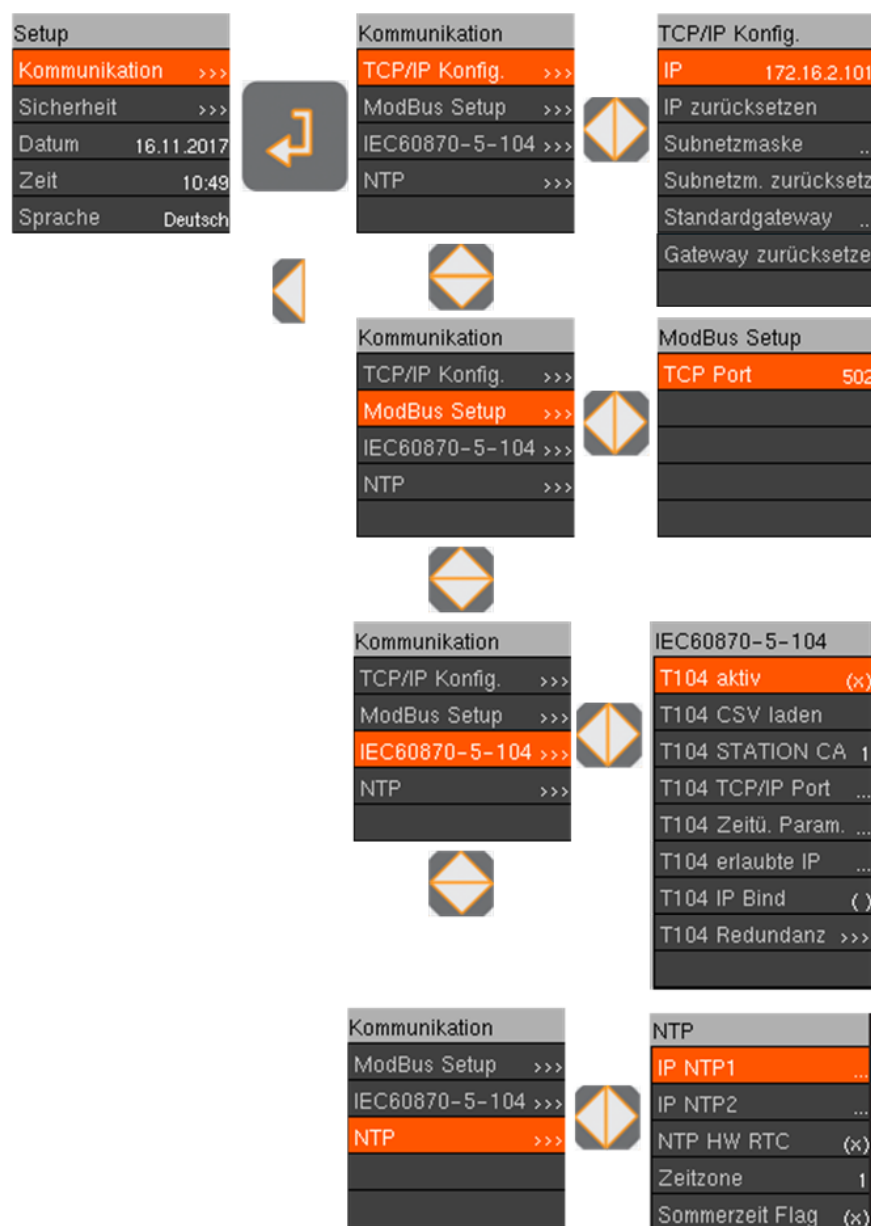 Setup
Kommunikation >>>
Sicherheit >>>
Datum 16.11.2017
Zeit 10:49
Sprache Deutsch
Kommunikation
TCP/IP Konfig. >>>
ModBus Setup >>>
IEC60870-5-104 >>>
NTP >>>
TCP/IP Konfig.
IP 172.16.2.101
IP zurücksetzen
Subnetzmaske ..
Subnetzm. zurücksetz
Standardgateway ..
Gateway zurücksetze
Kommunikation
TCP/IP Konfig. >>>
ModBus Setup >>>
IEC60870-5-104 >>>
NTP >>>
ModBus Setup
TCP Port 502
Kommunikation
TCP/IP Konfig. >>>
ModBus Setup >>>
IEC60870-5-104 >>>
NTP >>>
IEC60870-5-104
T104 aktiv (x)
T104 CSV laden
T104 STATION CA 1
T104 TCP/IP Port ...
T104 Zeitü. Param. ...
T104 erlaubte IP ...
T104 IP Bind ( )
T104 Redundanz >>>
Kommunikation
ModBus Setup >>>
IEC60870-5-104 >>>
NTP >>>
NTP
IP NTP1 ...
IP NTP2 ...
NTP HW RTC (x)
Zeitzone 1
Sommerzeit Flag (x)